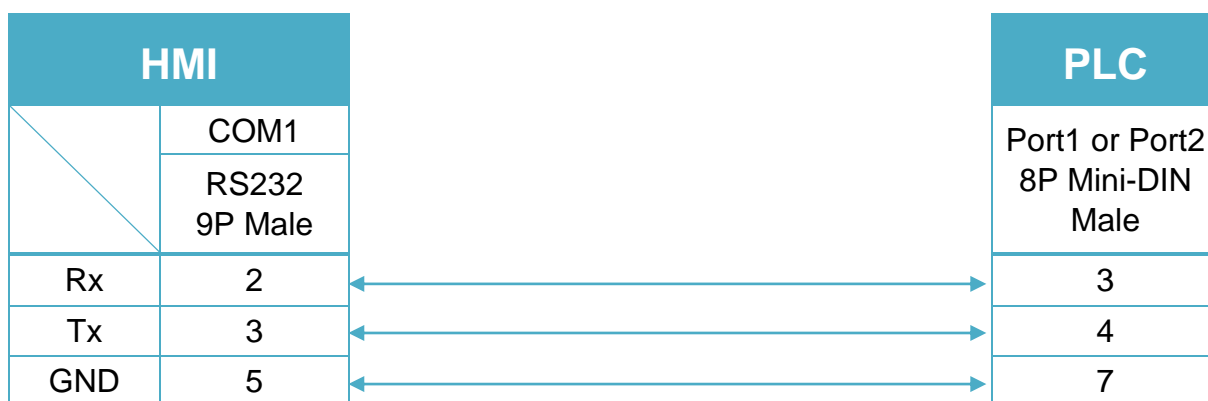 HMI
PLC
COM1
RS232
9P Male
Port1 or Port2
8P Mini-DIN
Male
Rx 2 3
Tx 3 4
GND 5 7